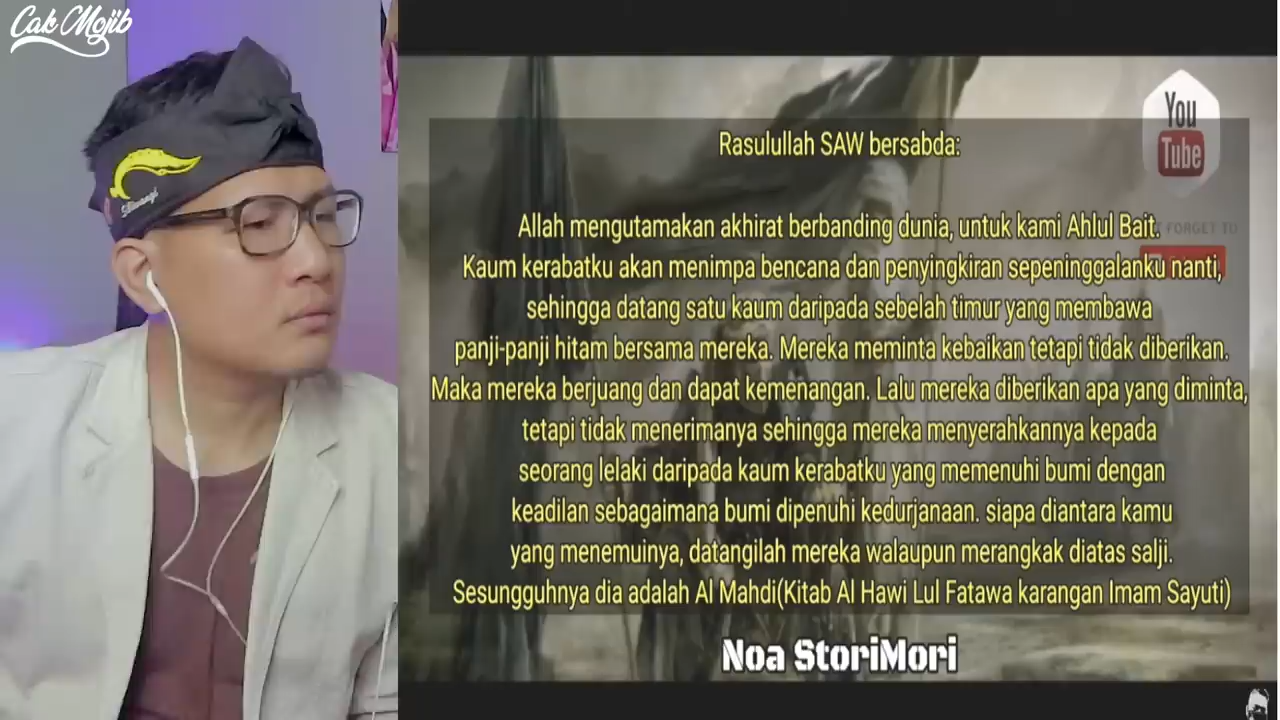 Cak Mojib
Siliwangi
You
Tube
Rasulullah SAW bersabda:
Allah mengutamakan akhirat berbanding dunia, untuk kami Ahlul Bait.
FORGET TO
Kaum kerabatku akan menimpa bencana dan penyingkiran sepeninggalanku nanti,
sehingga datang satu kaum daripada sebelah timur yang membawa
panji-panji hitam bersama mereka. Mereka meminta kebaikan tetapi tidak diberikan.
Maka mereka berjuang dan dapat kemenangan. Lalu mereka diberikan apa yang diminta,
tetapi tidak menerimanya sehingga mereka menyerahkannya kepada
seorang lelaki daripada kaum kerabatku yang memenuhi bumi dengan
keadilan sebagaimana bumi dipenuhi kedurjanaan. siapa diantara kamu
yang menemuinya, datangilah mereka walaupun merangkak diatas salji.
Sesungguhnya dia adalah Al Mahdi(Kitab Al Hawi Lul Fatawa karangan Imam Sayuti)
Noa StoriMori